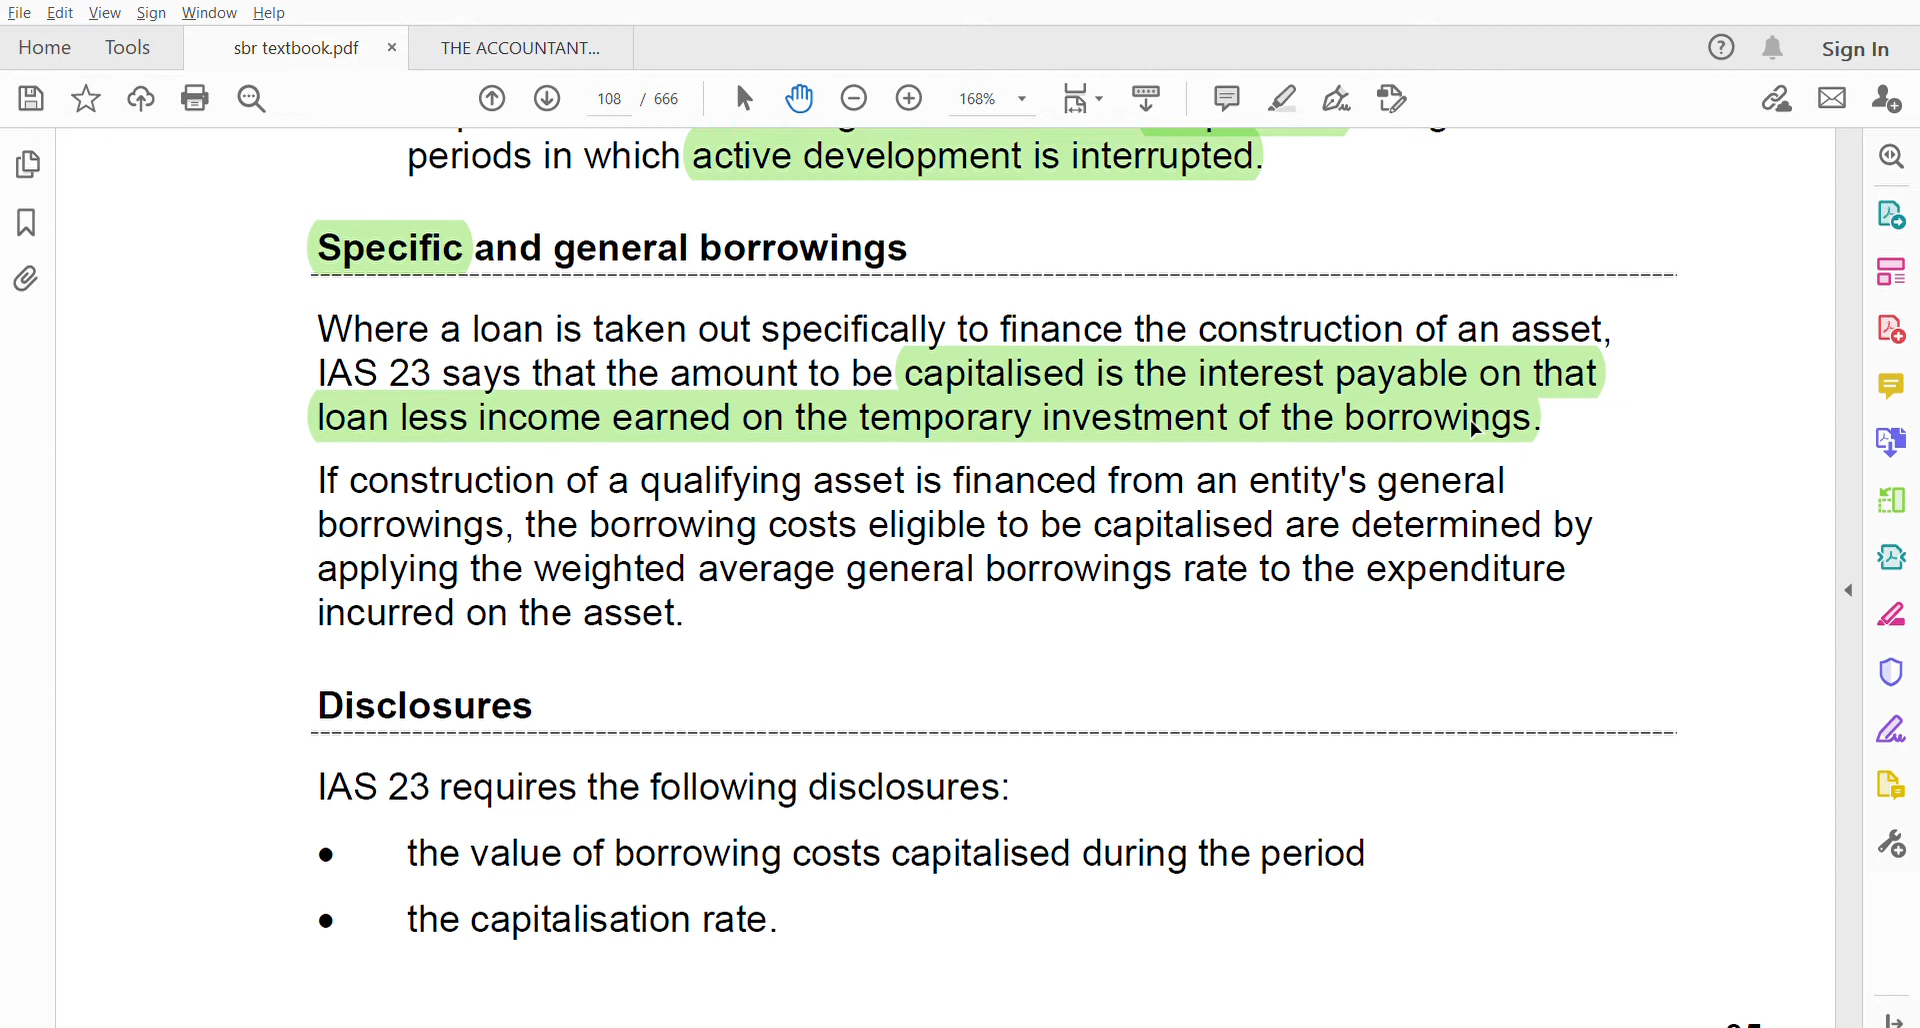 File Edit View Sign Window Help
Home Tools sbr textbook.pdf × THE ACCOUNTANT... Sign In
108 / 666 168%
periods in which active development is interrupted.
Specific and general borrowings
Where a loan is taken out specifically to finance the construction of an asset,
IAS 23 says that the amount to be capitalised is the interest payable on that
loan less income earned on the temporary investment of the borrowings.
If construction of a qualifying asset is financed from an entity's general
borrowings, the borrowing costs eligible to be capitalised are determined by
applying the weighted average general borrowings rate to the expenditure
incurred on the asset.
Disclosures
IAS 23 requires the following disclosures:
• the value of borrowing costs capitalised during the period
• the capitalisation rate.